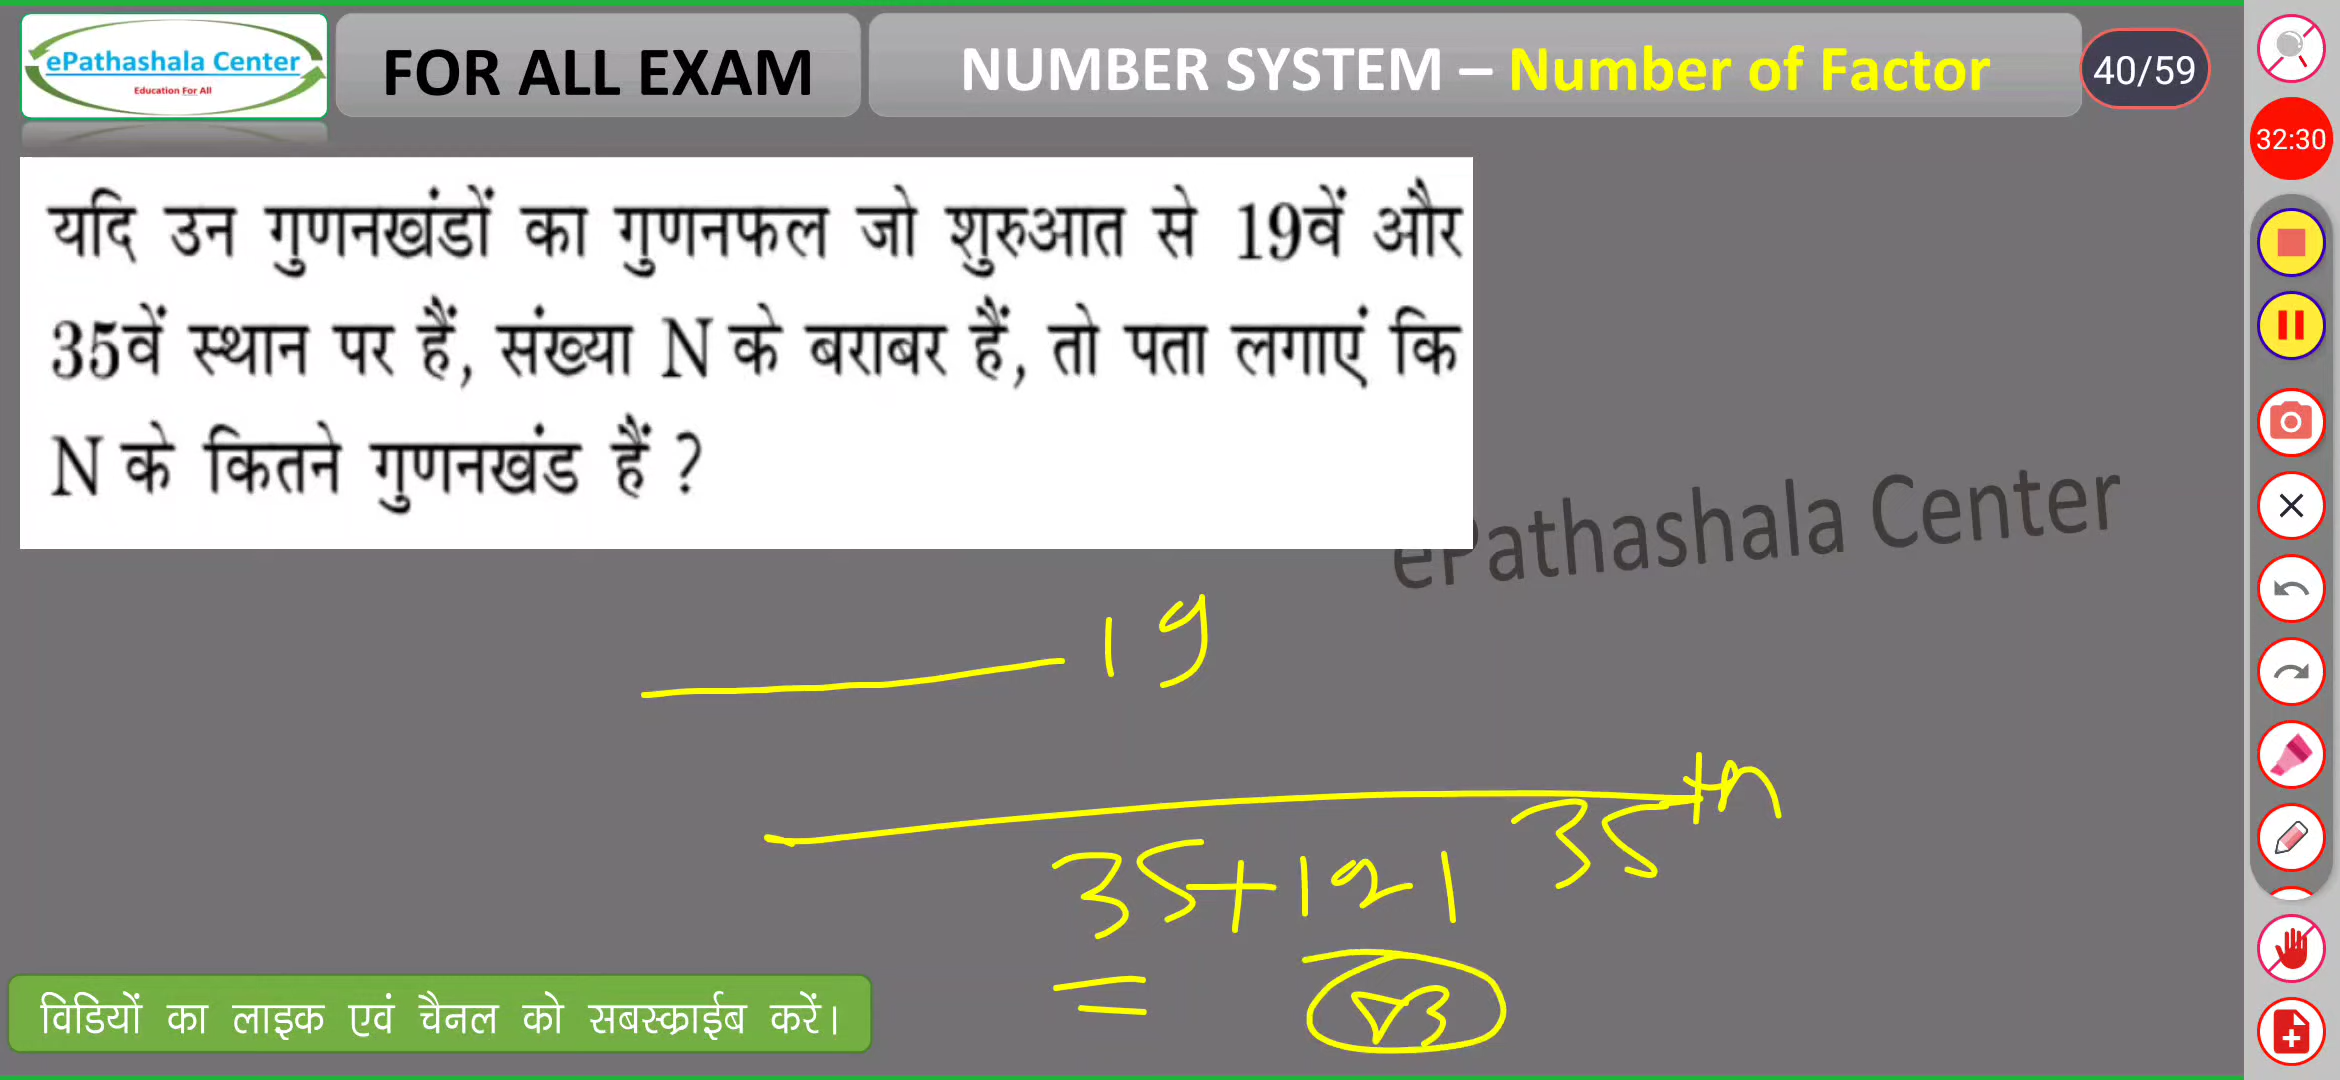 ePathashala Center
Education For All
FOR ALL EXAM
NUMBER SYSTEM – Number of Factor
40/59
32:30
यदि उन गुणनखंडों का गुणनफल जो शुरुआत से 19वें और
35वें स्थान पर हैं, संख्या N के बराबर हैं, तो पता लगाएं कि
N के कितने गुणनखंड हैं ?
ePathashala Center
19
35th
35+19 1
=
53
विडियों का लाइक एवं चैनल को सबस्क्राईब करें।